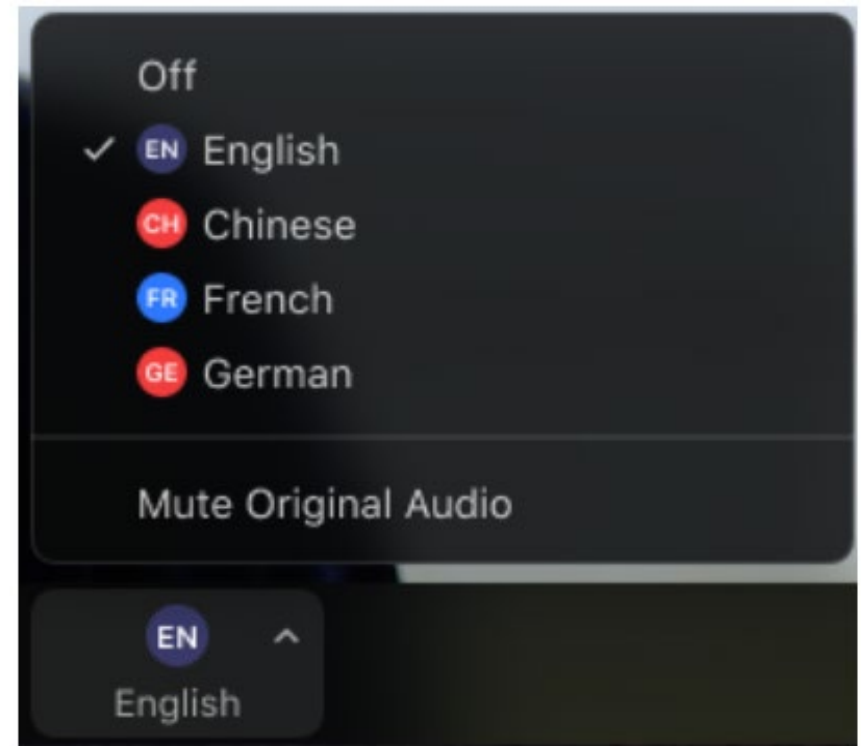 Off
EN English
CH Chinese
FR French
GE German
Mute Original Audio
EN
English